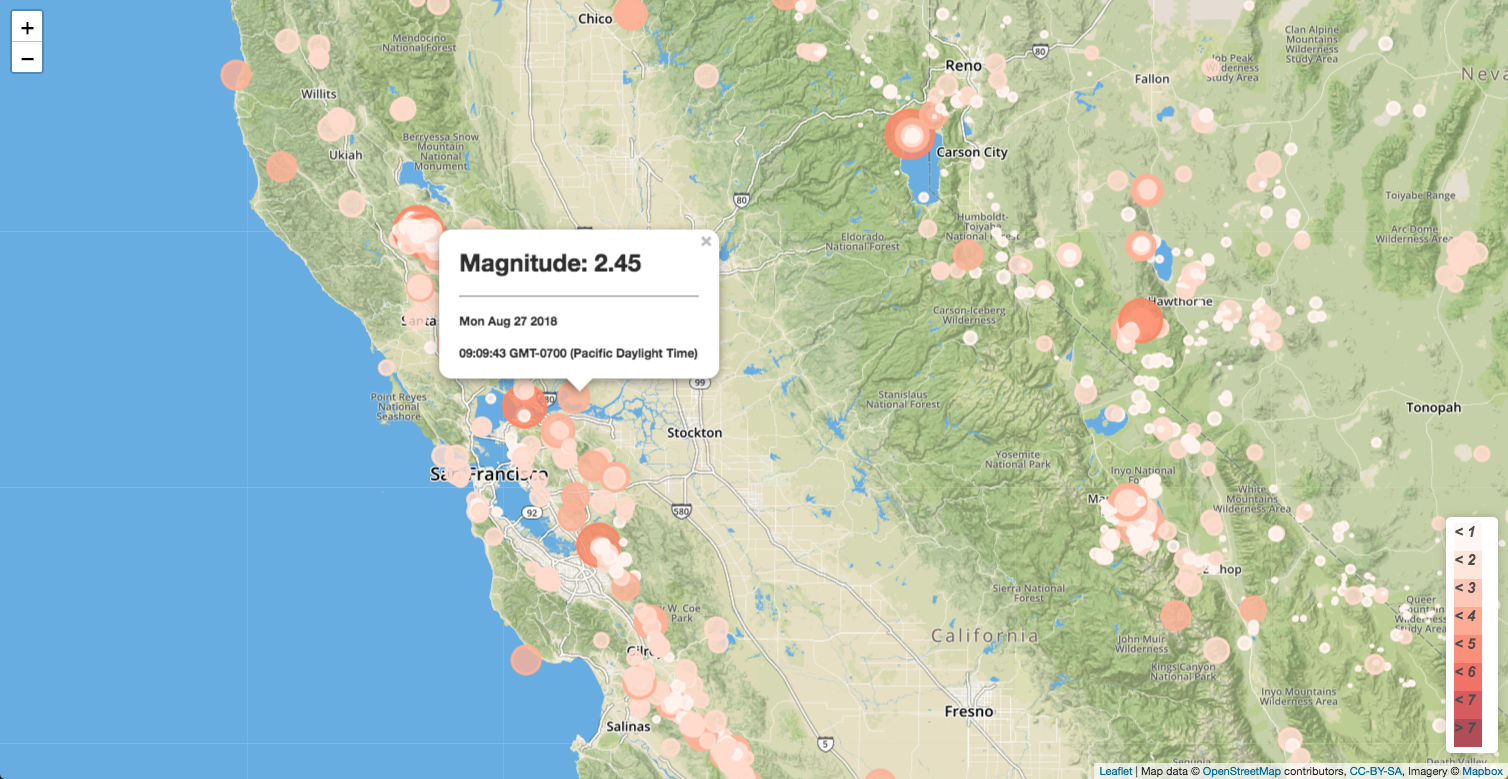 +
−
Chico
Mendocino
National Forest
Reno
80
Clan Alpine
Mountains
Wilderness
Study Area
Job Peak
Wilderness
Study Area
Fallon
Willits
Berryessa Snow
Mountain
National
Monument
Ukiah
Carson City
80
Toiyabe Range
Humboldt-
Toiyabe
National Forest
Eldorado
National Forest
Arc Dome
Wilderness Area
×
Magnitude: 2.45
Mon Aug 27 2018
09:09:43 GMT-0700 (Pacific Daylight Time)
Hawthorne
Carson-Iceberg
Wilderness
99
80
Point Reyes
National
Seashore
Stanislaus
National Forest
Tonopah
Stockton
San Francisco
Yosemite
National Park
Inyo National
White
Mountains
Wilderness Area
92
580
Sierra National
Forest
W. Coe
Park
California
John Muir
Wilderness
Kings Canyon
National Park
Inyo Mountains
Wilderness Area
Salinas
Fresno
5
< 1
< 2
< 3
< 4
< 5
< 6
< 7
> 7
Leaflet | Map data © OpenStreetMap contributors, CC-BY-SA, Imagery © Mapbox